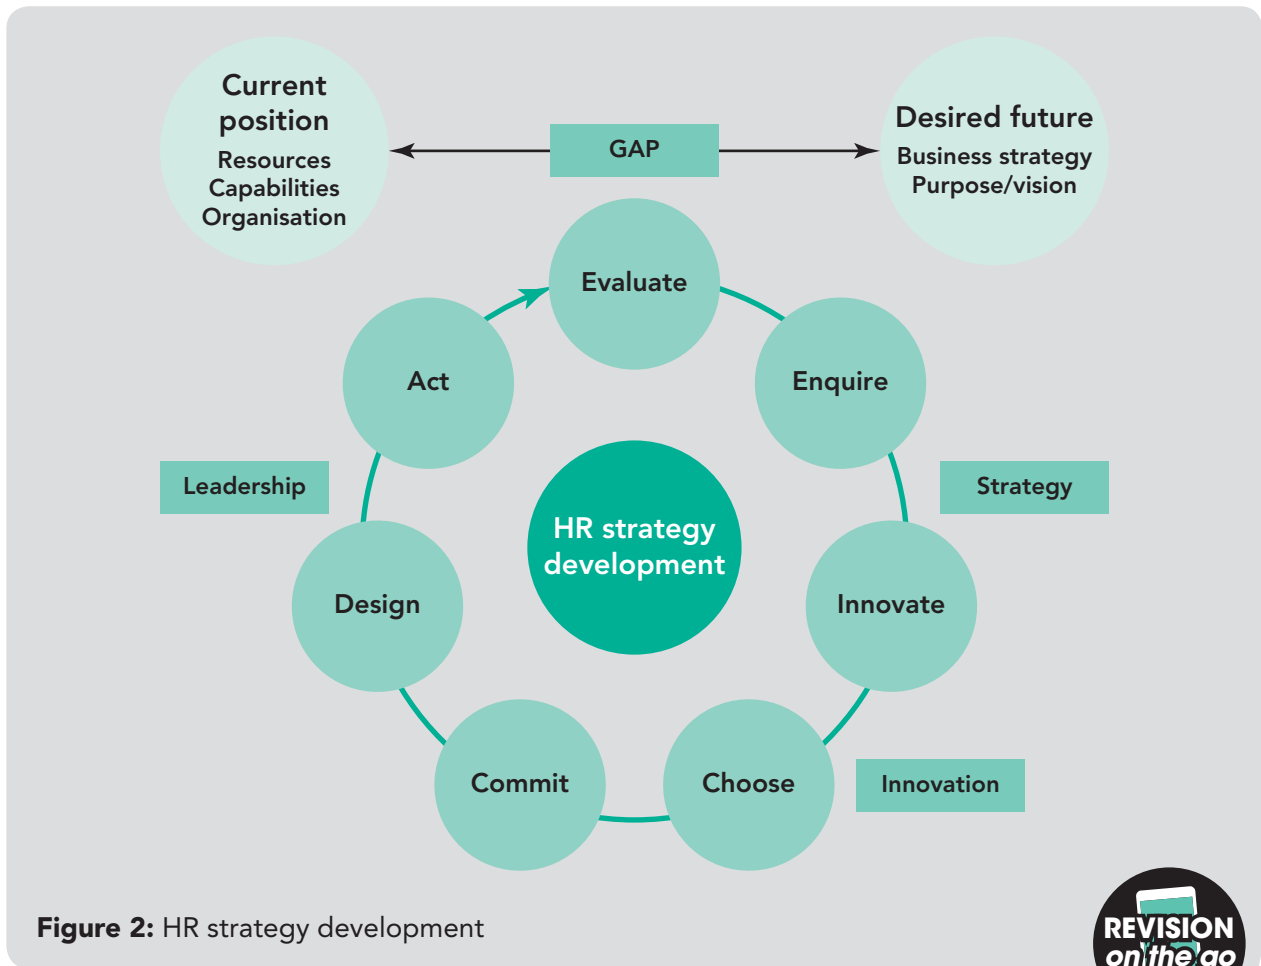 Current
position
Resources
Capabilities
Organisation
GAP
Desired future
Business strategy
Purpose/vision
Evaluate
Act
Enquire
Leadership
Strategy
HR strategy
development
Design
Innovate
Commit
Choose
Innovation
Figure 2: HR strategy development
REVISION
on the go